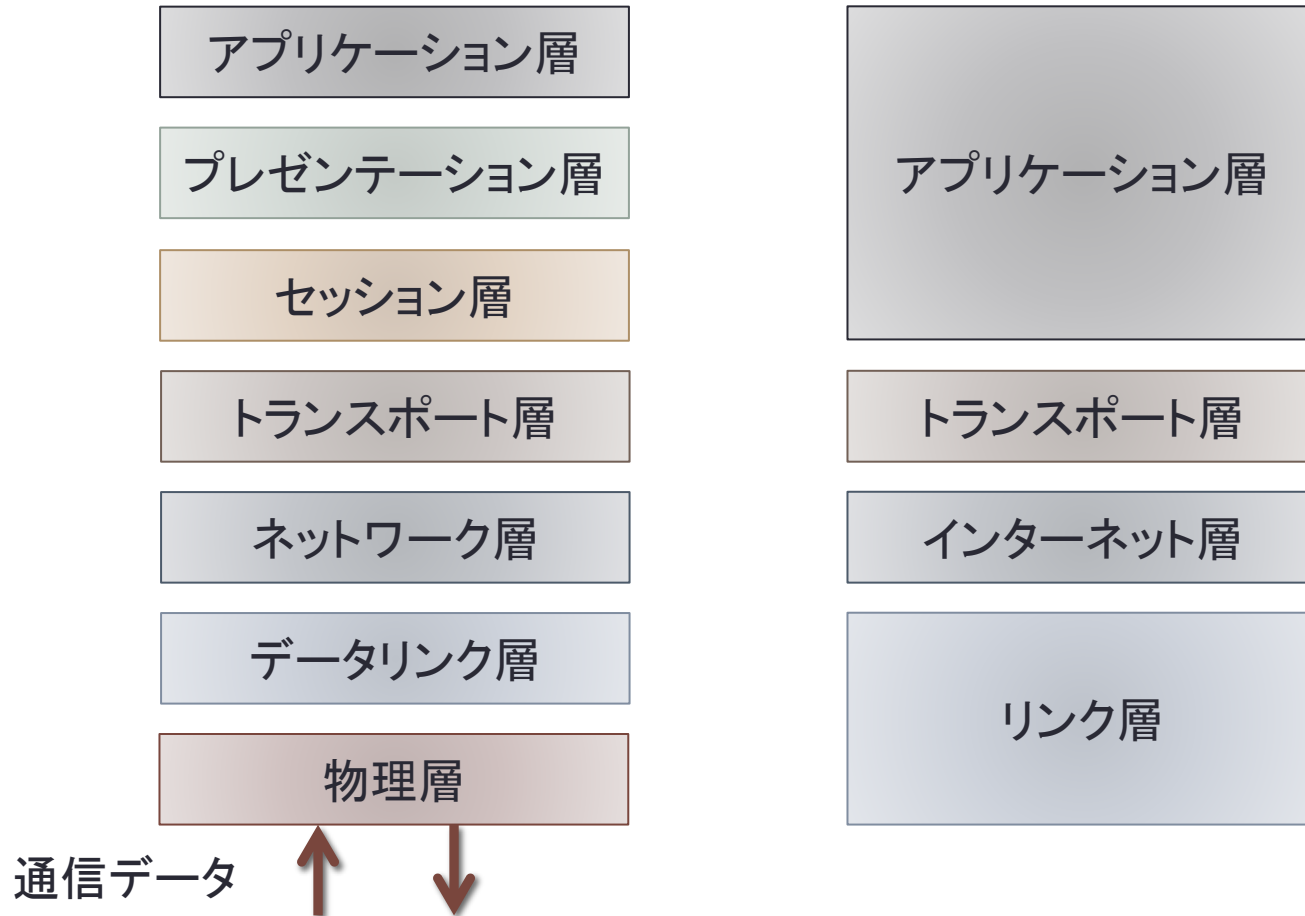 アプリケーション層
プレゼンテーション層
セッション層
トランスポート層
ネットワーク層
データリンク層
物理層
通信データ
アプリケーション層
トランスポート層
インターネット層
リンク層